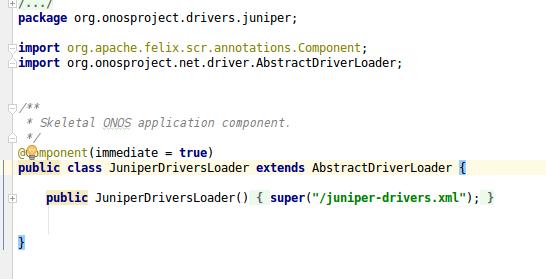 /.../
package org.onosproject.drivers.juniper;
import org.apache.felix.scr.annotations.Component;
import org.onosproject.net.driver.AbstractDriverLoader;
/**
* Skeletal ONOS application component.
*/
@Component(immediate = true)
public class JuniperDriversLoader extends AbstractDriverLoader {
public JuniperDriversLoader() { super("/juniper-drivers.xml"); }
}